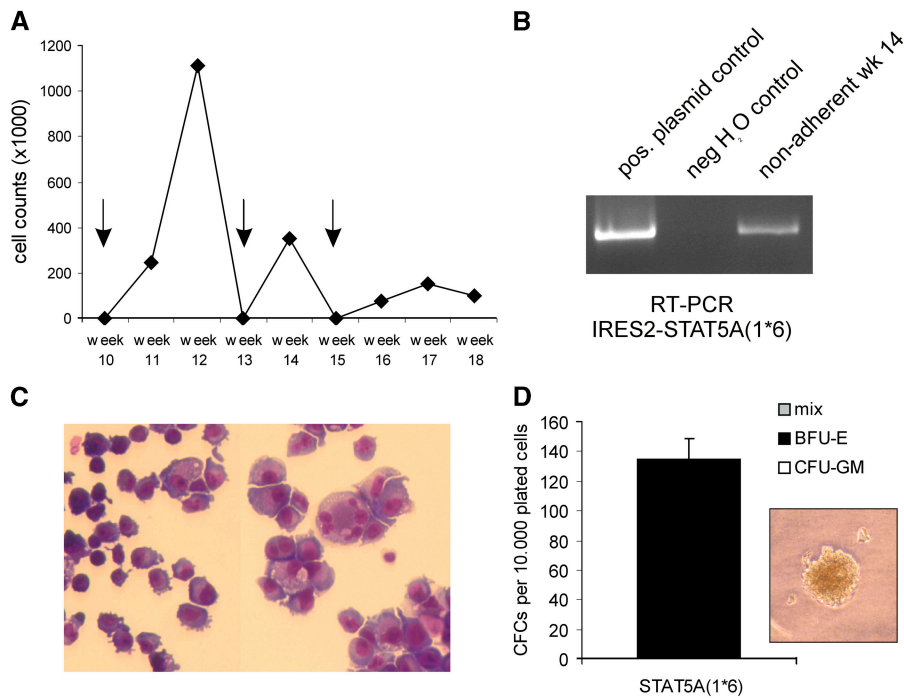 A
1200
1000
800
600
400
200
0
cell counts (x1000)
week 10
week 11
week 12
week 13
week 14
week 15
week 16
week 17
week 18
B
pos. plasmid control
neg H2O control
non-adherent wk 14
RT-PCR
IRES2-STAT5A(1*6)
C
D
160
140
120
100
80
60
40
20
0
CFCs per 10.000 plated cells
STAT5A(1*6)
mix
BFU-E
CFU-GM